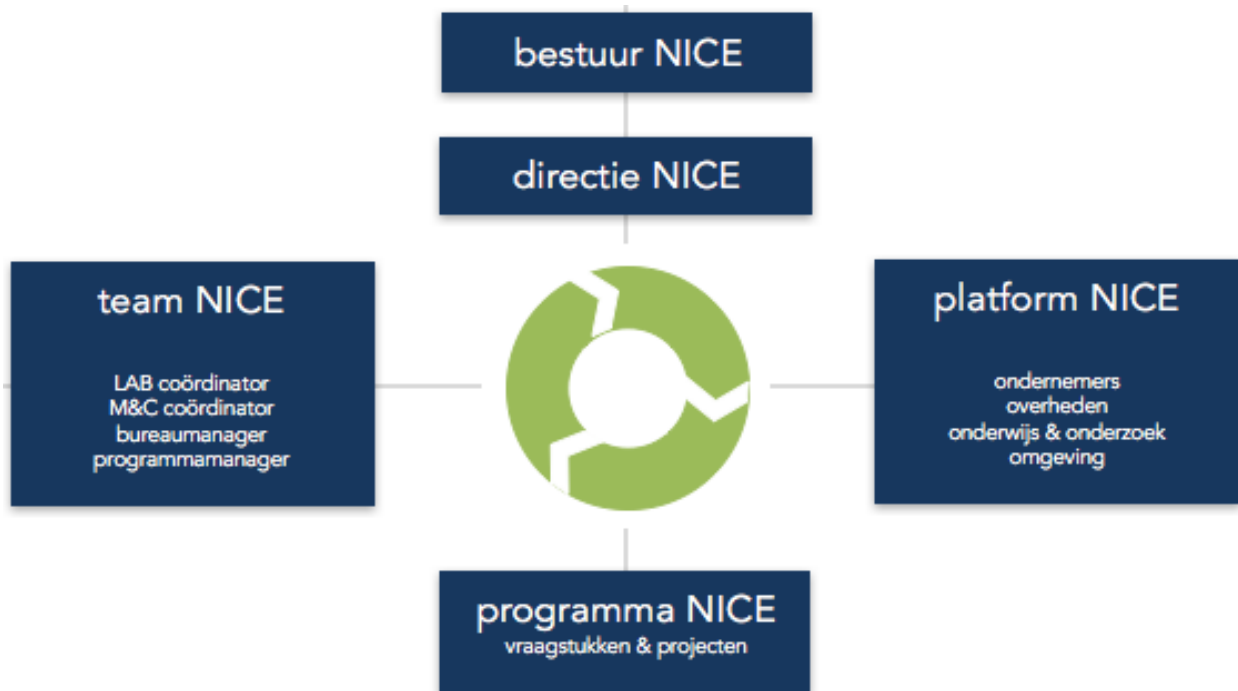 bestuur NICE
directie NICE
team NICE
LAB coördinator
M&C coördinator
bureaumanager
programmamanager
platform NICE
ondernemers
overheden
onderwijs & onderzoek
omgeving
programma NICE
vraagstukken & projecten